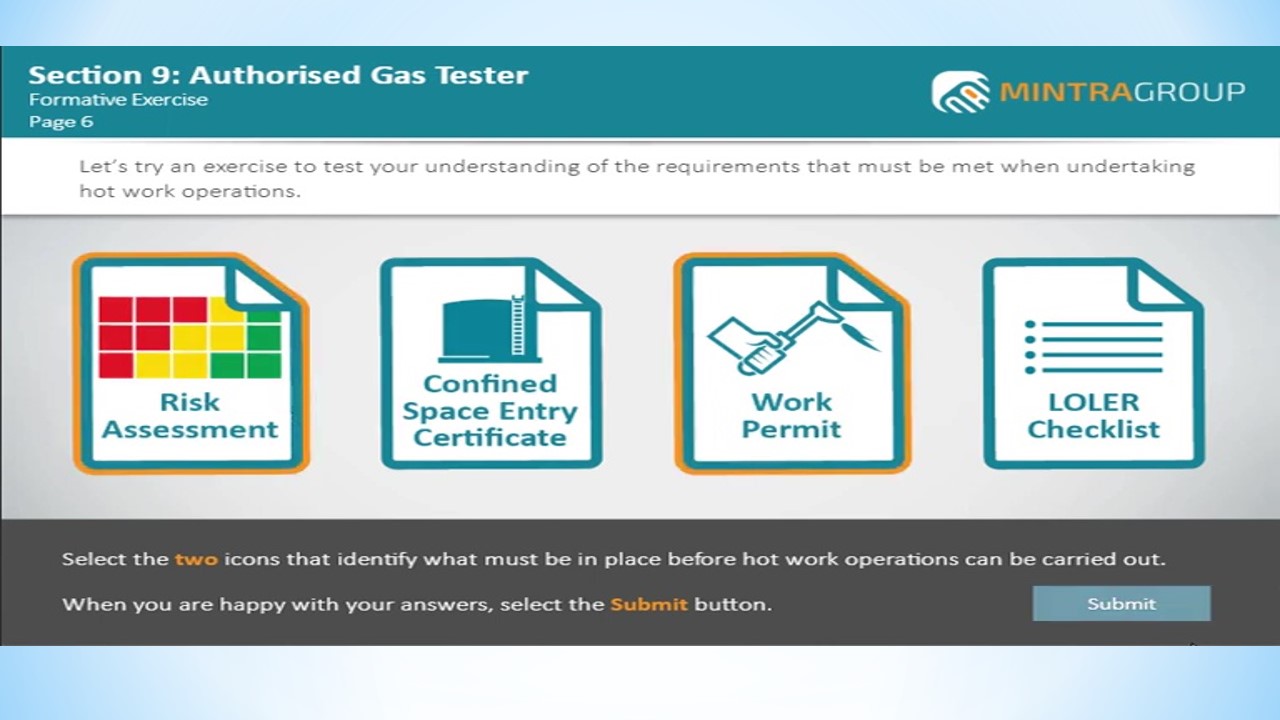 Section 9: Authorised Gas Tester
Formative Exercise
Page 6
MINTRAGROUP
Let's try an exercise to test your understanding of the requirements that must be met when undertaking
hot work operations.
Risk
Assessment
Confined
Space Entry
Certificate
Work
Permit
LOLER
Checklist
Select the two icons that identify what must be in place before hot work operations can be carried out.
When you are happy with your answers, select the Submit button.
Submit